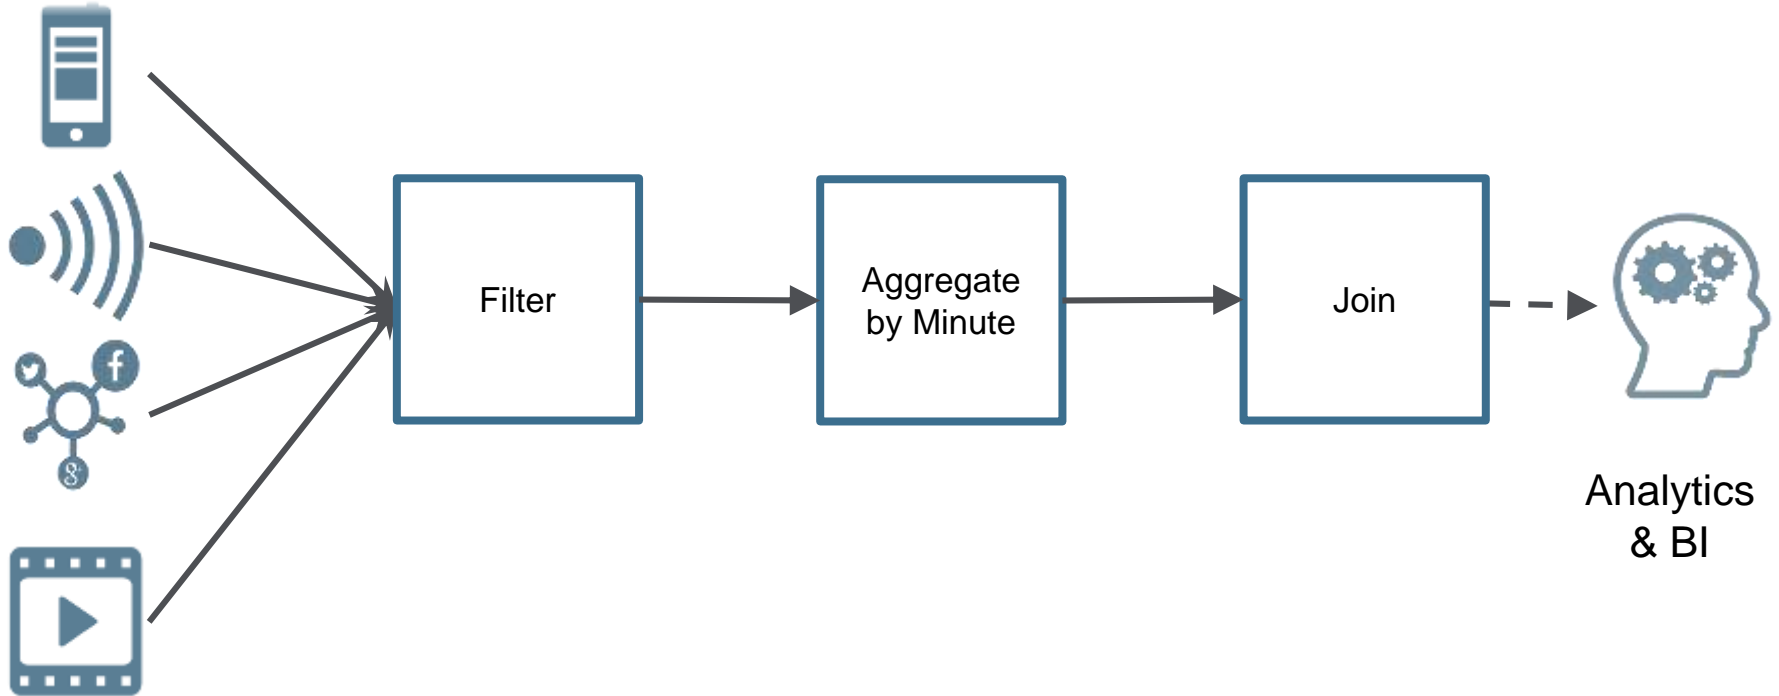 Filter
Aggregate
by Minute
Join
Analytics
& BI
f
g